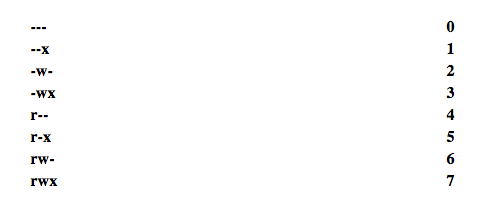 --- 0
--x 1
-w- 2
-wx 3
r-- 4
r-x 5
rw- 6
rwx 7